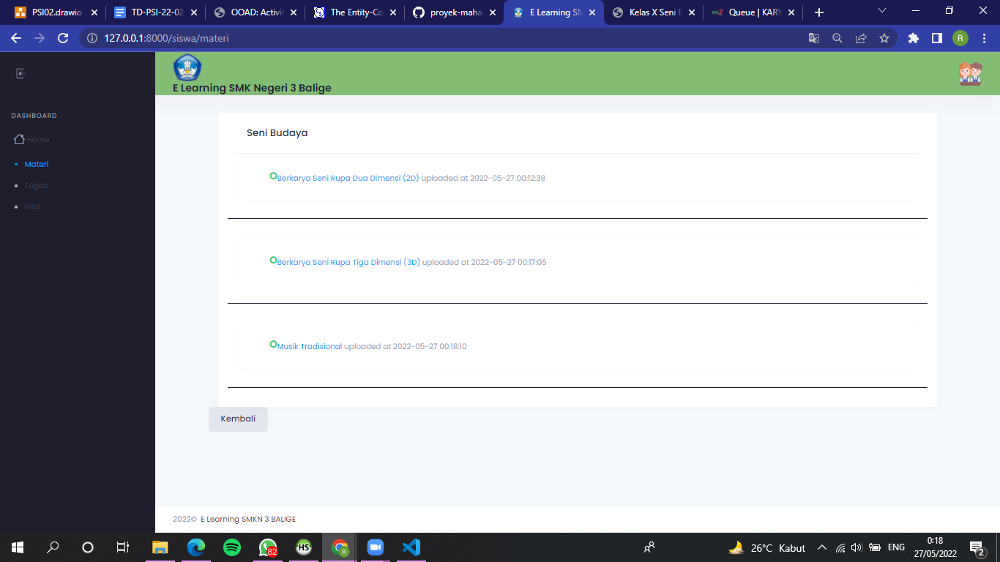 PSI02.drawio
TD-PSI-22-02
OOAD: Activit
The Entity-Co
proyek-maha
E Learning SM
Kelas X Seni B
Queue | KARY
127.0.0.1:8000/siswa/materi
R
E Learning SMK Negeri 3 Balige
DASHBOARD
Home
Materi
Tugas
Nilai
Seni Budaya
Berkarya Seni Rupa Dua Dimensi (2D) uploaded at 2022-05-27 00:12:38
Berkarya Seni Rupa Tiga Dimensi (3D) uploaded at 2022-05-27 00:17:05
Musik Tradisional uploaded at 2022-05-27 00:18:10
Kembali
2022© E Learning SMKN 3 BALIGE
82
HS
R
26°C Kabut
ENG
0:18
27/05/2022
2